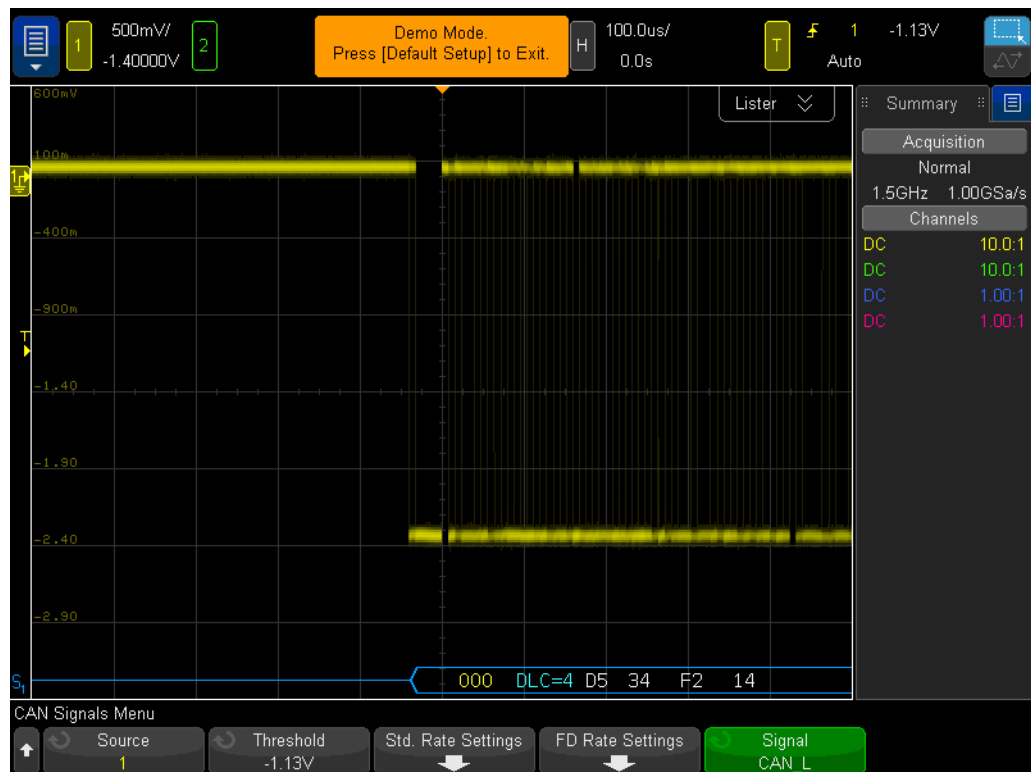 1
500mV/
-1.40000V
2
Demo Mode.
Press [Default Setup] to Exit.
H
100.0us/
0.0s
T
1
-1.13V
Auto
600mV
100m
-400m
-900m
-1.40
-1.90
-2.40
-2.90
1
T
Lister
Summary
Acquisition
Normal
1.5GHz 1.00GSa/s
Channels
DC 10.0:1
DC 10.0:1
DC 1.00:1
DC 1.00:1
S1
000 DLC=4 D5 34 F2 14
CAN Signals Menu
Source
1
Threshold
-1.13V
Std. Rate Settings
FD Rate Settings
Signal
CAN L